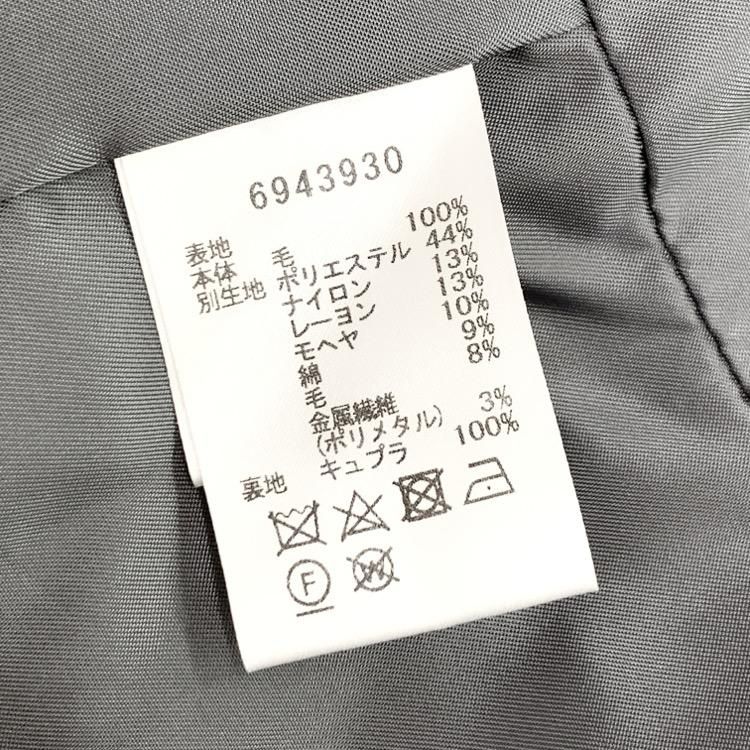 6943930
表地
本体 毛 100%
別生地 ポリエステル 44%
ナイロン 13%
レーヨン 13%
モヘヤ 10%
綿 9%
毛 8%
金属繊維
(ポリメタル) 3%
裏地 キュプラ 100%
F W